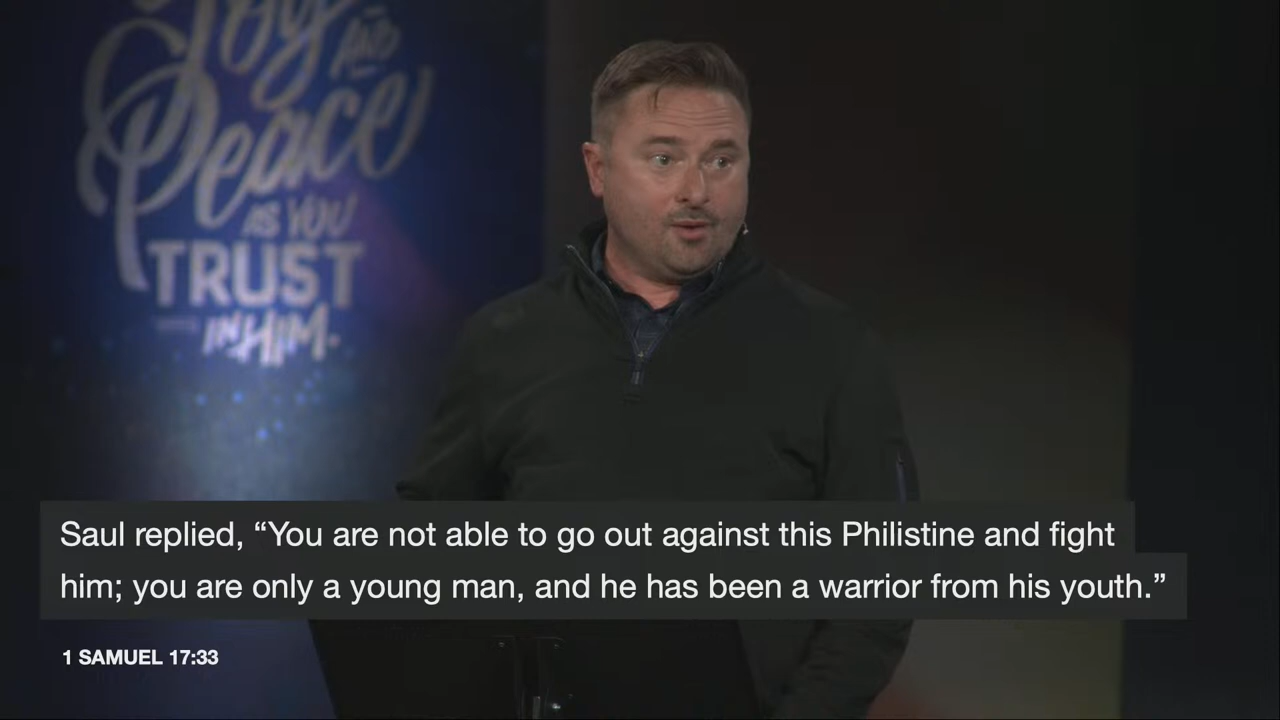 Joy
AND
Peace
AS YOU
TRUST
IN HIM.
Saul replied, “You are not able to go out against this Philistine and fight
him; you are only a young man, and he has been a warrior from his youth.”
1 SAMUEL 17:33